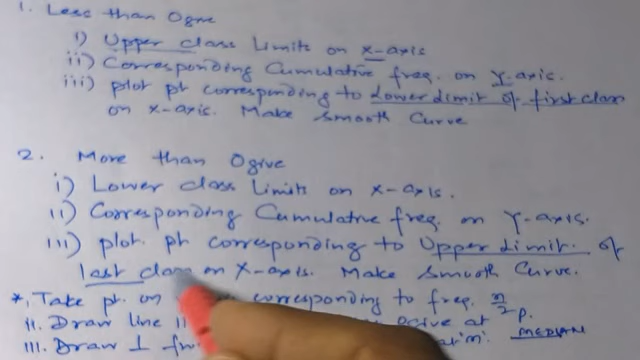 1. Less than Ogive
i) Upper class Limits on x-axis
ii) Corresponding Cumulative freq. on Y-axis.
iii) plot pt corresponding to Lower Limit of first class
on x-axis. Make Smooth Curve
2. More than Ogive
i) Lower class Limits on x-axis.
ii) Corresponding Cumulative freq. on Y-axis.
iii) plot pt corresponding to Upper Limit of
last class on x-axis. Make Smooth Curve.
*. Take pt. on corresponding to freq. n/2 P.
ii. Draw line || ogive at
iii. Draw ⊥ MEDIAN